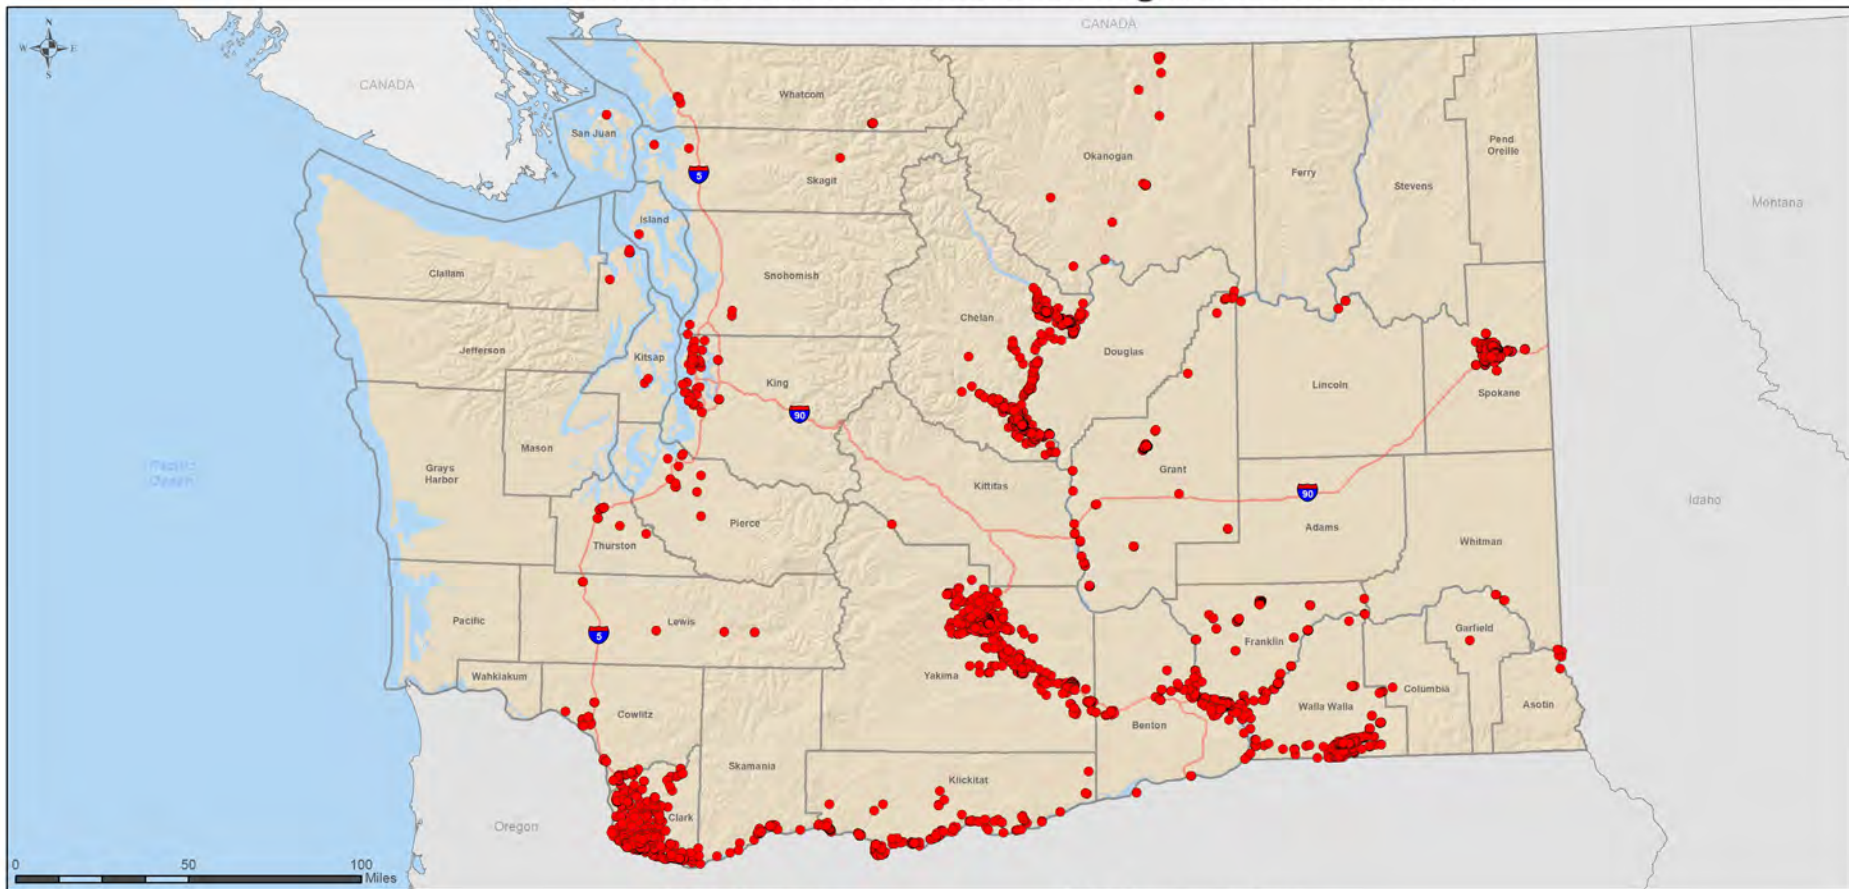 CANADA
N
W E
S
CANADA
Whatcom
San Juan
Okanogan
Pend
Oreille
5
Skagit
Ferry
Stevens
Montana
Island
Clallam
Snohomish
Chelan
Jefferson
Kitsap
Douglas
King
Lincoln
Spokane
90
Mason
Grays
Harbor
Grant
Kittitas
90
Idaho
Pierce
Adams
Thurston
Whitman
Pacific
Lewis
5
Garfield
Franklin
Wahkiakum
Yakima
Columbia
Asotin
Cowlitz
Walla Walla
Benton
Skamania
Klickitat
Clark
Oregon
0 50 100
Miles